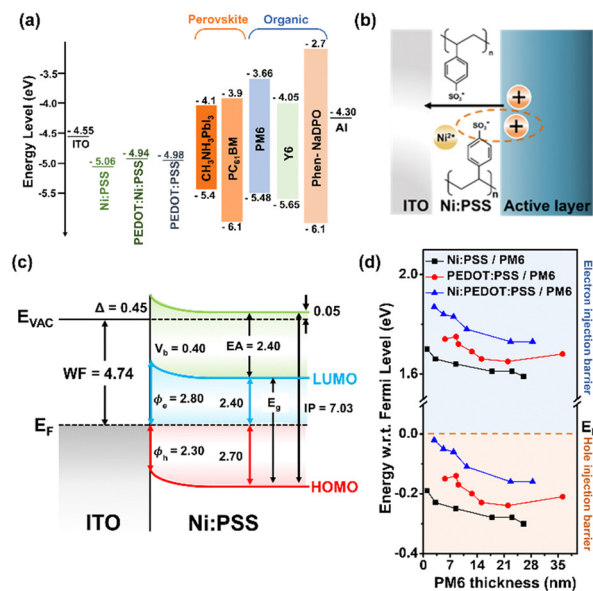 (a)
Perovskite
Organic
Energy Level (eV)
-3.5
-4.0
-4.5
-5.0
-5.5
- 4.55
ITO
- 5.06
Ni:PSS
- 4.94
PEDOT:Ni:PSS
- 4.98
PEDOT:PSS
- 4.1
CH3NH3PbI3
- 5.4
- 3.9
PC61BM
- 6.1
- 3.66
PM6
- 5.48
- 4.05
Y6
- 5.65
- 2.7
Phen- NaDPO
- 6.1
- 4.30
Al
(b)
n
SO3-
+
+
SO3-
Ni2+
n
ITO
Ni:PSS
Active layer
(c)
Δ = 0.45
0.05
EVAC
Vb = 0.40
EA = 2.40
WF = 4.74
LUMO
ϕe = 2.80
2.40
Eg
IP = 7.03
EF
ϕh = 2.30
2.70
HOMO
ITO
Ni:PSS
(d)
Ni:PSS / PM6
PEDOT:PSS / PM6
Ni:PEDOT:PSS / PM6
Energy w.r.t. Fermi Level (eV)
2.0
1.6
0.0
-0.2
-0.4
0
7
14
21
28
35
PM6 thickness (nm)
Electron injection barrier
Hole injection barrier